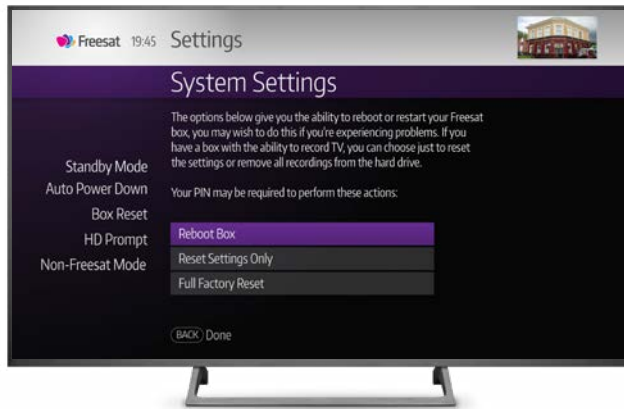 Freesat 19:45 Settings
System Settings
The options below give you the ability to reboot or restart your Freesat
box, you may wish to do this if you're experiencing problems. If you
have a box with the ability to record TV, you can choose just to reset
the settings or remove all recordings from the hard drive.
Your PIN may be required to perform these actions:
Standby Mode
Auto Power Down
Box Reset
HD Prompt
Non-Freesat Mode
Reboot Box
Reset Settings Only
Full Factory Reset
BACK Done